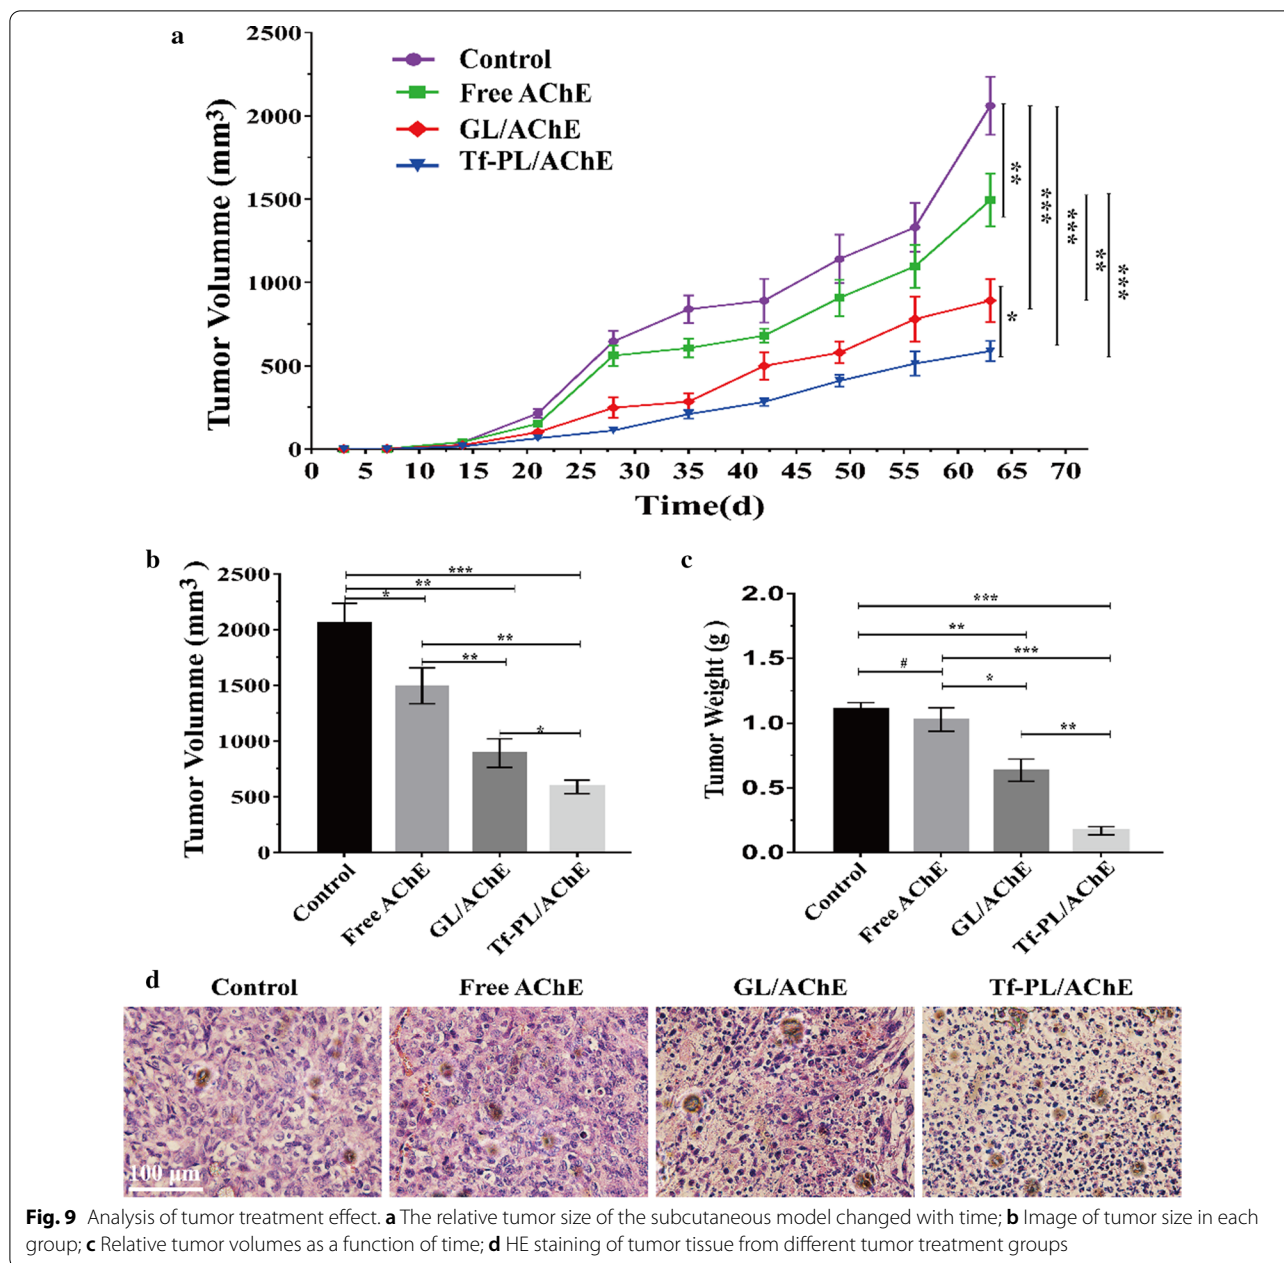 a
2500
2000
1500
1000
500
0
Tumor Volumme (mm³)
Control
Free AChE
GL/AChE
Tf-PL/AChE
**
***
***
***
**
***
*
0 5 10 15 20 25 30 35 40 45 50 55 60 65 70
Time(d)
b
2500
2000
1500
1000
500
0
Tumor Volumme (mm³)
***
**
*
**
**
*
Control
Free AChE
GL/AChE
Tf-PL/AChE
c
2.0
1.5
1.0
0.5
0.0
Tumor Weight (g )
***
**
***
#
*
**
Control
Free AChE
GL/AChE
Tf-PL/AChE
d
Control Free AChE GL/AChE Tf-PL/AChE
100 μm
Fig. 9 Analysis of tumor treatment effect. a The relative tumor size of the subcutaneous model changed with time; b Image of tumor size in each
group; c Relative tumor volumes as a function of time; d HE staining of tumor tissue from different tumor treatment groups